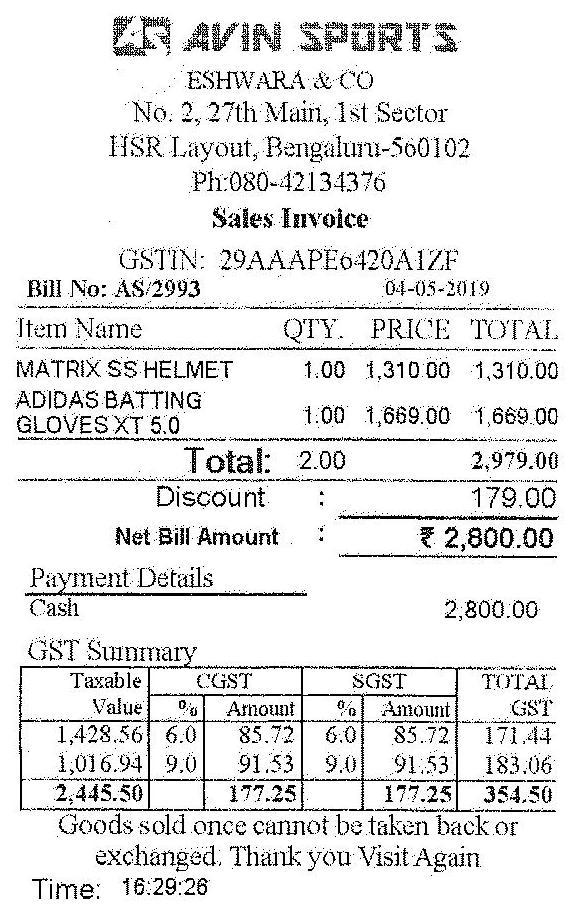 AS AVIN SPORTS
ESHWARA & CO
No. 2, 27th Main, 1st Sector
HSR Layout, Bengaluru-560102
Ph:080-42134376
Sales Invoice
GSTIN: 29AAAPE6420A1ZF
Bill No: AS/2993 04-05-2019
Item Name QTY. PRICE TOTAL
MATRIX SS HELMET 1.00 1,310.00 1,310.00
ADIDAS BATTING
GLOVES XT 5.0 1.00 1,669.00 1,669.00
Total: 2.00 2,979.00
Discount : 179.00
Net Bill Amount : ₹ 2,800.00
Payment Details
Cash 2,800.00
GST Summary
Taxable CGST SGST TOTAL
Value % Amount % Amount GST
1,428.56 6.0 85.72 6.0 85.72 171.44
1,016.94 9.0 91.53 9.0 91.53 183.06
2,445.50 177.25 177.25 354.50
Goods sold once cannot be taken back or
exchanged. Thank you Visit Again
Time: 16:29:26